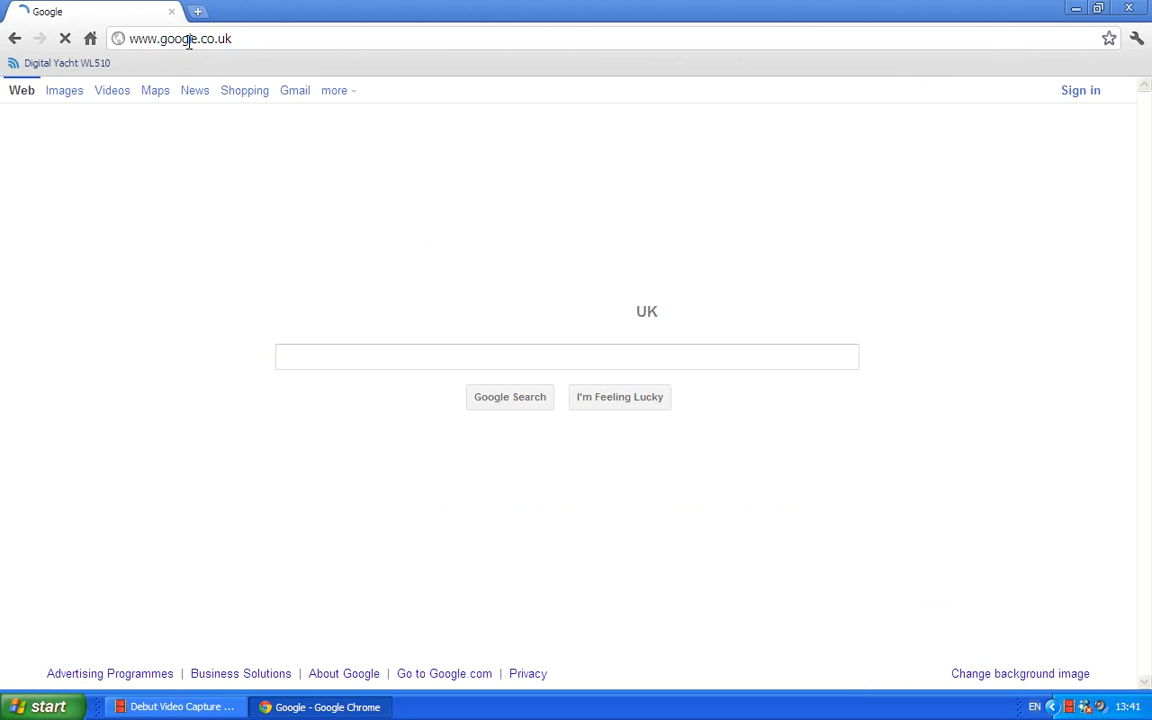 Google
www.google.co.uk
Digital Yacht WL510
Web Images Videos Maps News Shopping Gmail more Sign in
UK
Google Search I'm Feeling Lucky
Advertising Programmes | Business Solutions | About Google | Go to Google.com | Privacy Change background image
start Debut Video Capture ... Google - Google Chrome EN 13:41